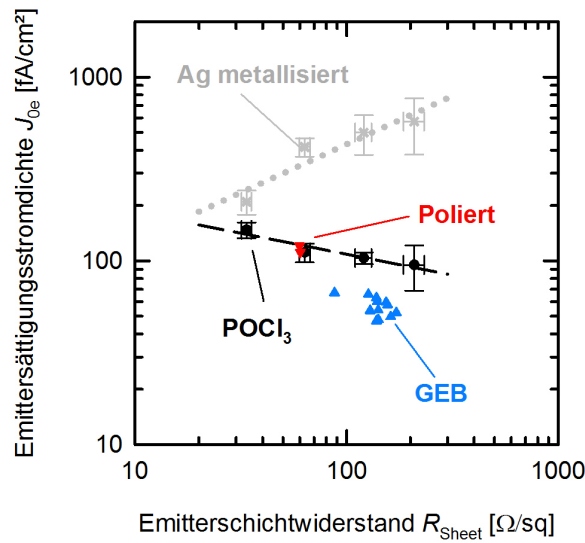 Emittersättigungsstromdichte J0e [fA/cm²]
1000
100
10
Ag metallisiert
Poliert
POCl3
GEB
10
100
1000
Emitterschichtwiderstand RSheet [Ω/sq]